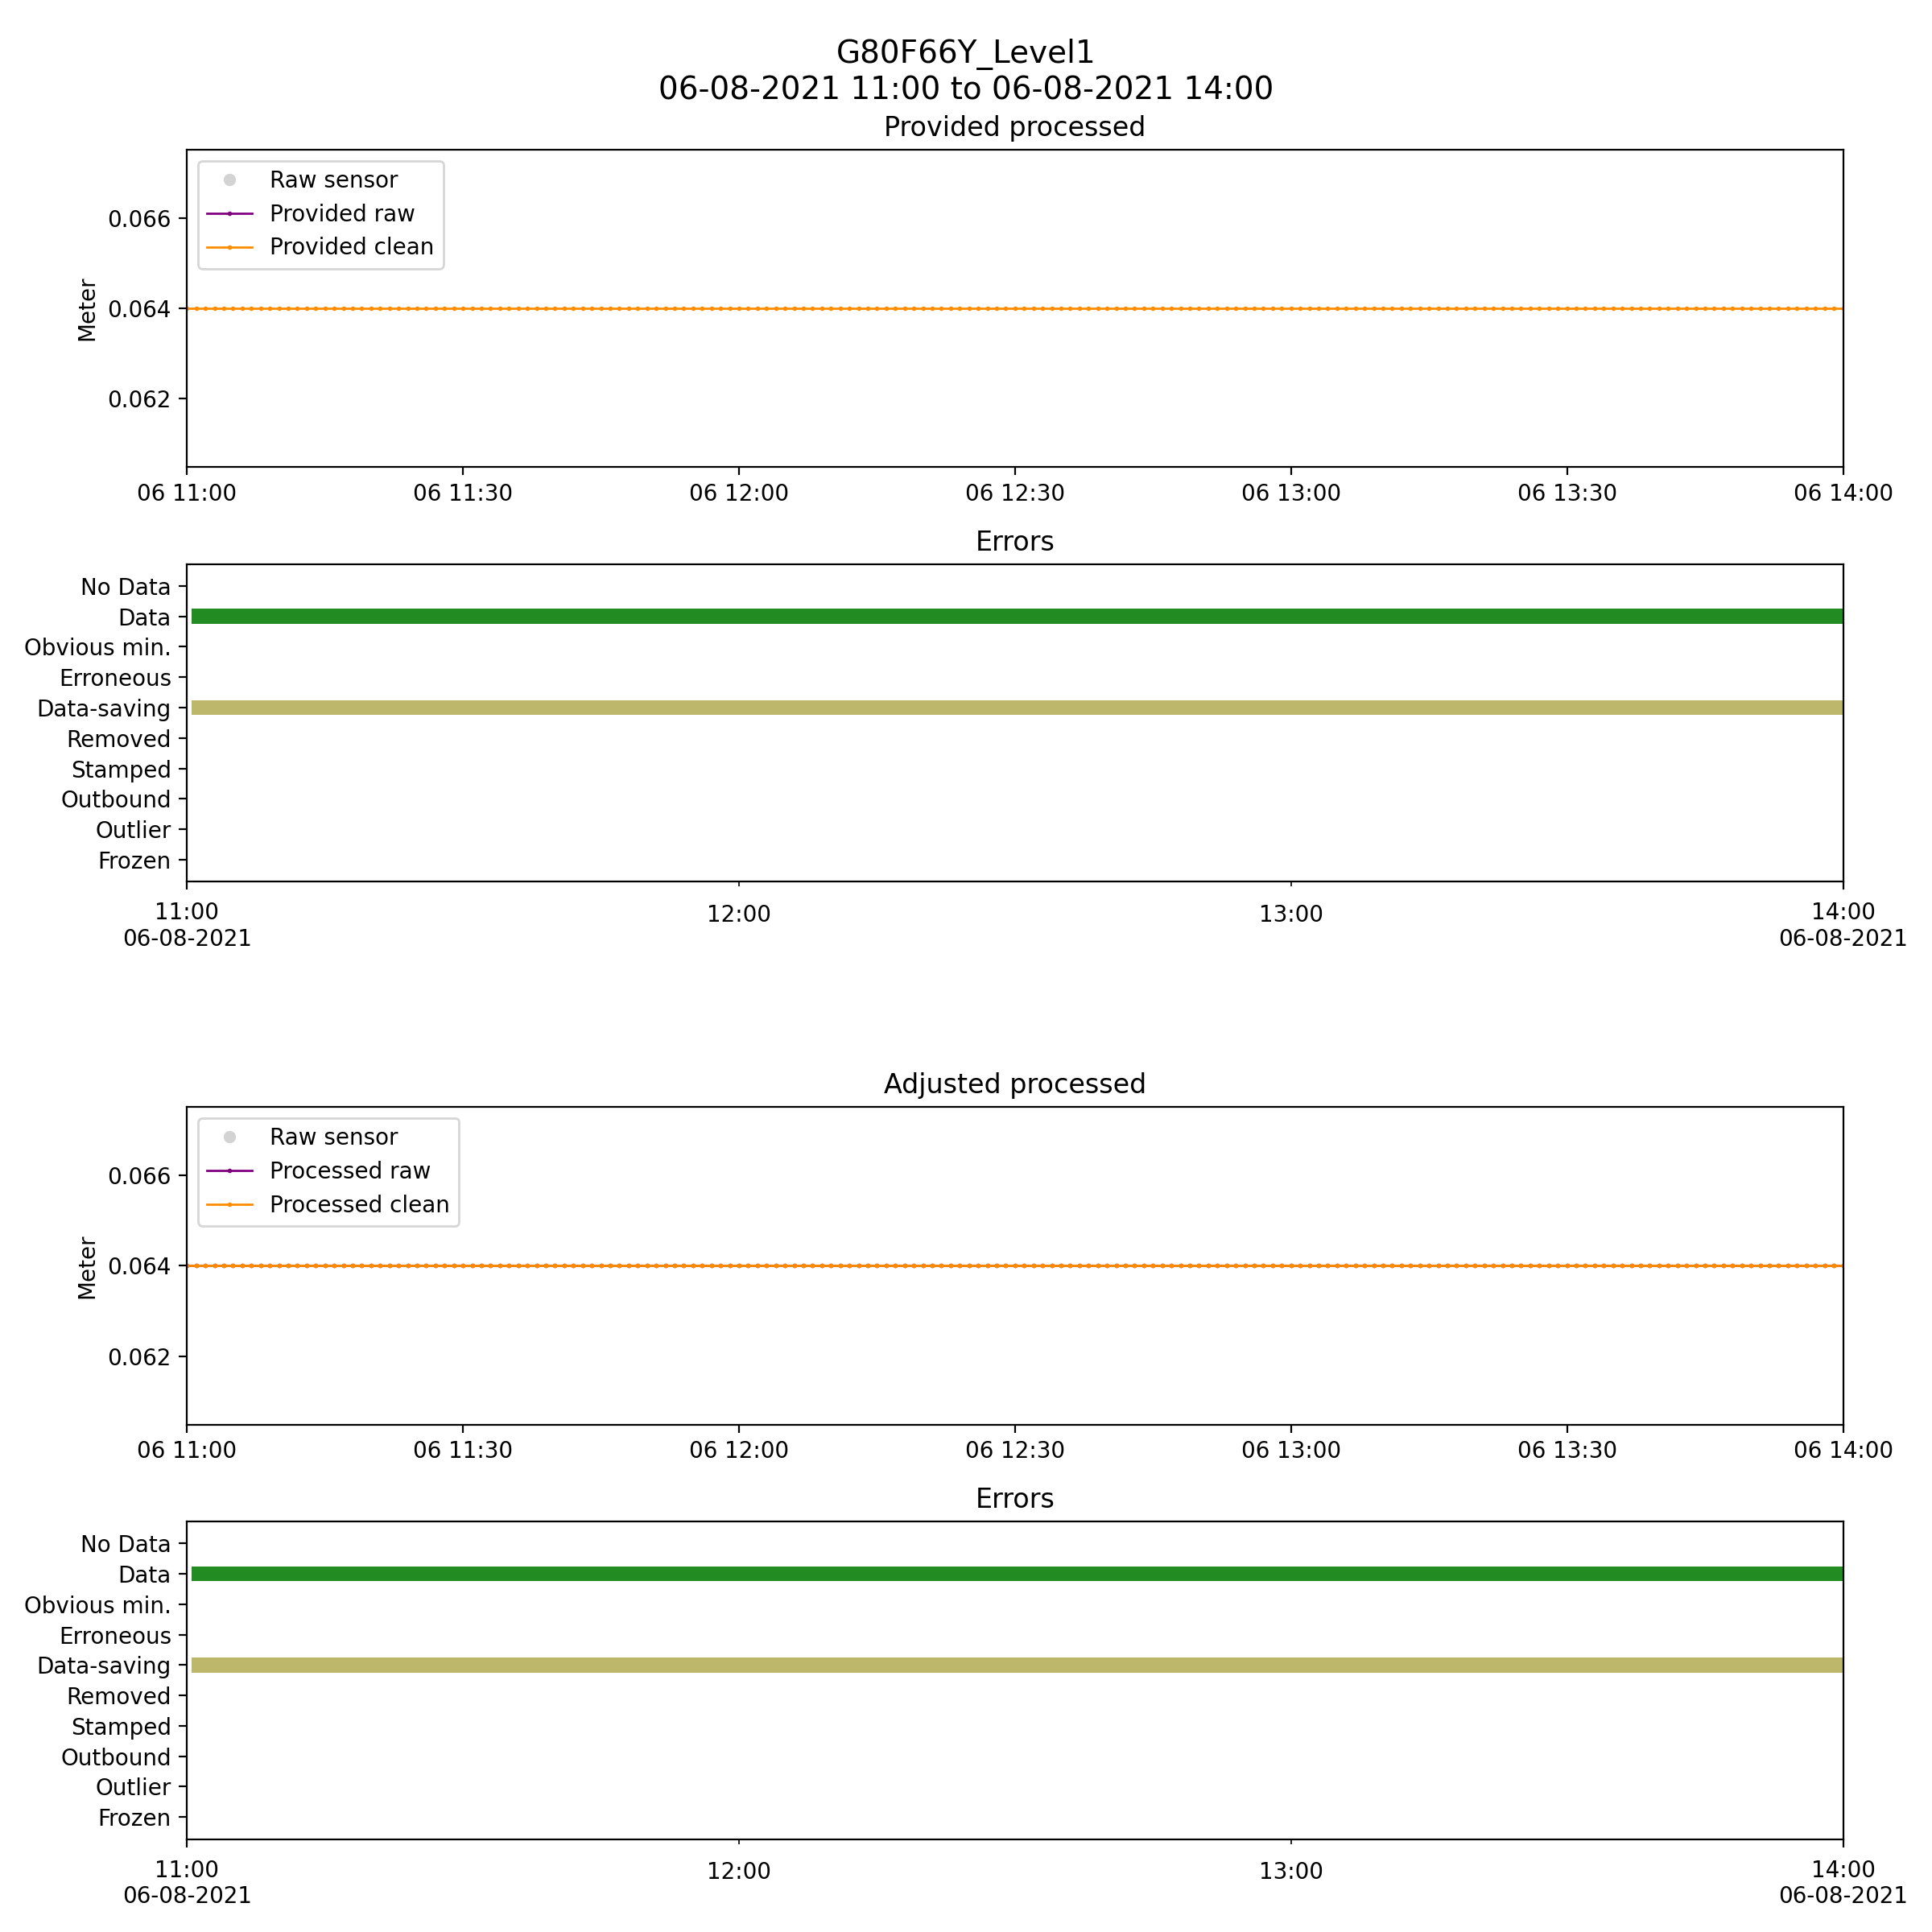 G80F66Y_Level1
06-08-2021 11:00 to 06-08-2021 14:00
Provided processed
Raw sensor
Provided raw
Provided clean
Meter
0.066
0.064
0.062
06 11:00 06 11:30 06 12:00 06 12:30 06 13:00 06 13:30 06 14:00
Errors
No Data
Data
Obvious min.
Erroneous
Data-saving
Removed
Stamped
Outbound
Outlier
Frozen
11:00 12:00 13:00 14:00
06-08-2021 06-08-2021
Adjusted processed
Raw sensor
Processed raw
Processed clean
Meter
0.066
0.064
0.062
06 11:00 06 11:30 06 12:00 06 12:30 06 13:00 06 13:30 06 14:00
Errors
No Data
Data
Obvious min.
Erroneous
Data-saving
Removed
Stamped
Outbound
Outlier
Frozen
11:00 12:00 13:00 14:00
06-08-2021 06-08-2021